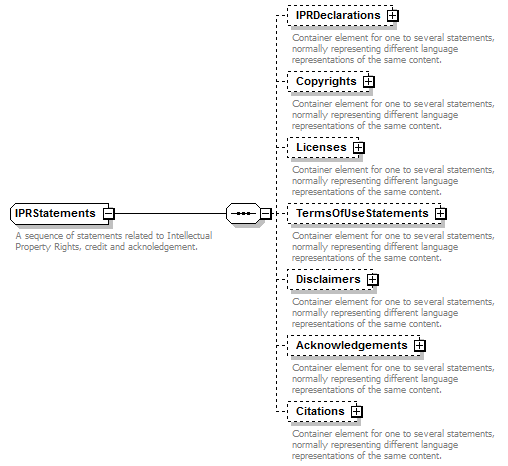 IPRDeclarations
Container element for one to several statements,
normally representing different language
representations of the same content.
Copyrights
Container element for one to several statements,
normally representing different language
representations of the same content.
Licenses
Container element for one to several statements,
normally representing different language
representations of the same content.
IPRStatements
A sequence of statements related to Intellectual
Property Rights, credit and acknoledgement.
TermsOfUseStatements
Container element for one to several statements,
normally representing different language
representations of the same content.
Disclaimers
Container element for one to several statements,
normally representing different language
representations of the same content.
Acknowledgements
Container element for one to several statements,
normally representing different language
representations of the same content.
Citations
Container element for one to several statements,
normally representing different language
representations of the same content.